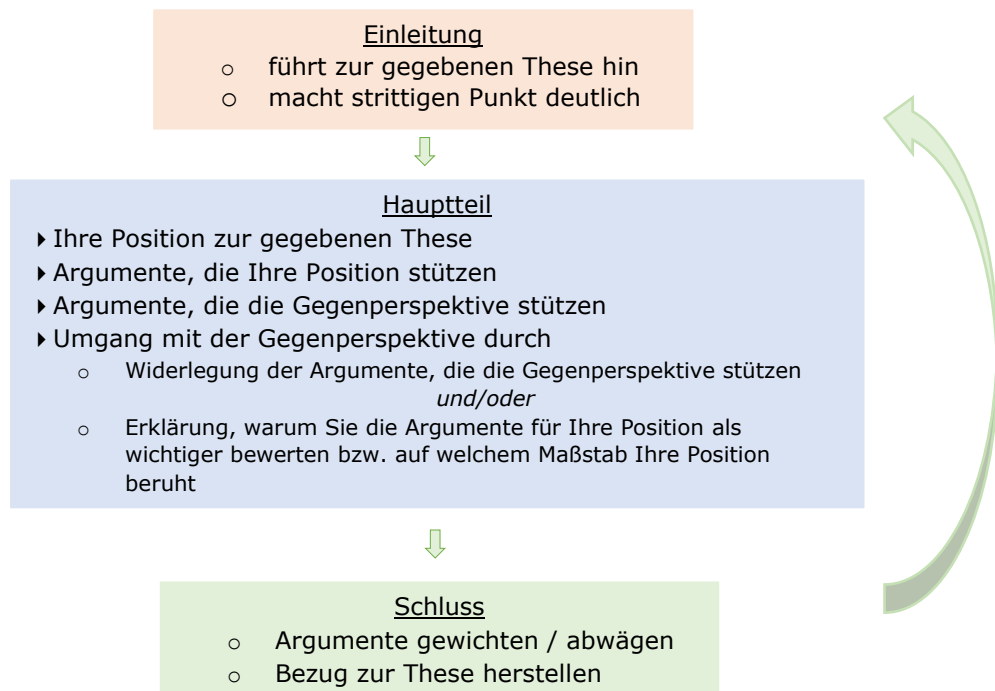 Einleitung
o führt zur gegebenen These hin
o macht strittigen Punkt deutlich
Hauptteil
Ihre Position zur gegebenen These
Argumente, die Ihre Position stützen
Argumente, die die Gegenperspektive stützen
Umgang mit der Gegenperspektive durch
o Widerlegung der Argumente, die die Gegenperspektive stützen
und/oder
o Erklärung, warum Sie die Argumente für Ihre Position als
wichtiger bewerten bzw. auf welchem Maßstab Ihre Position
beruht
Schluss
o Argumente gewichten / abwägen
o Bezug zur These herstellen